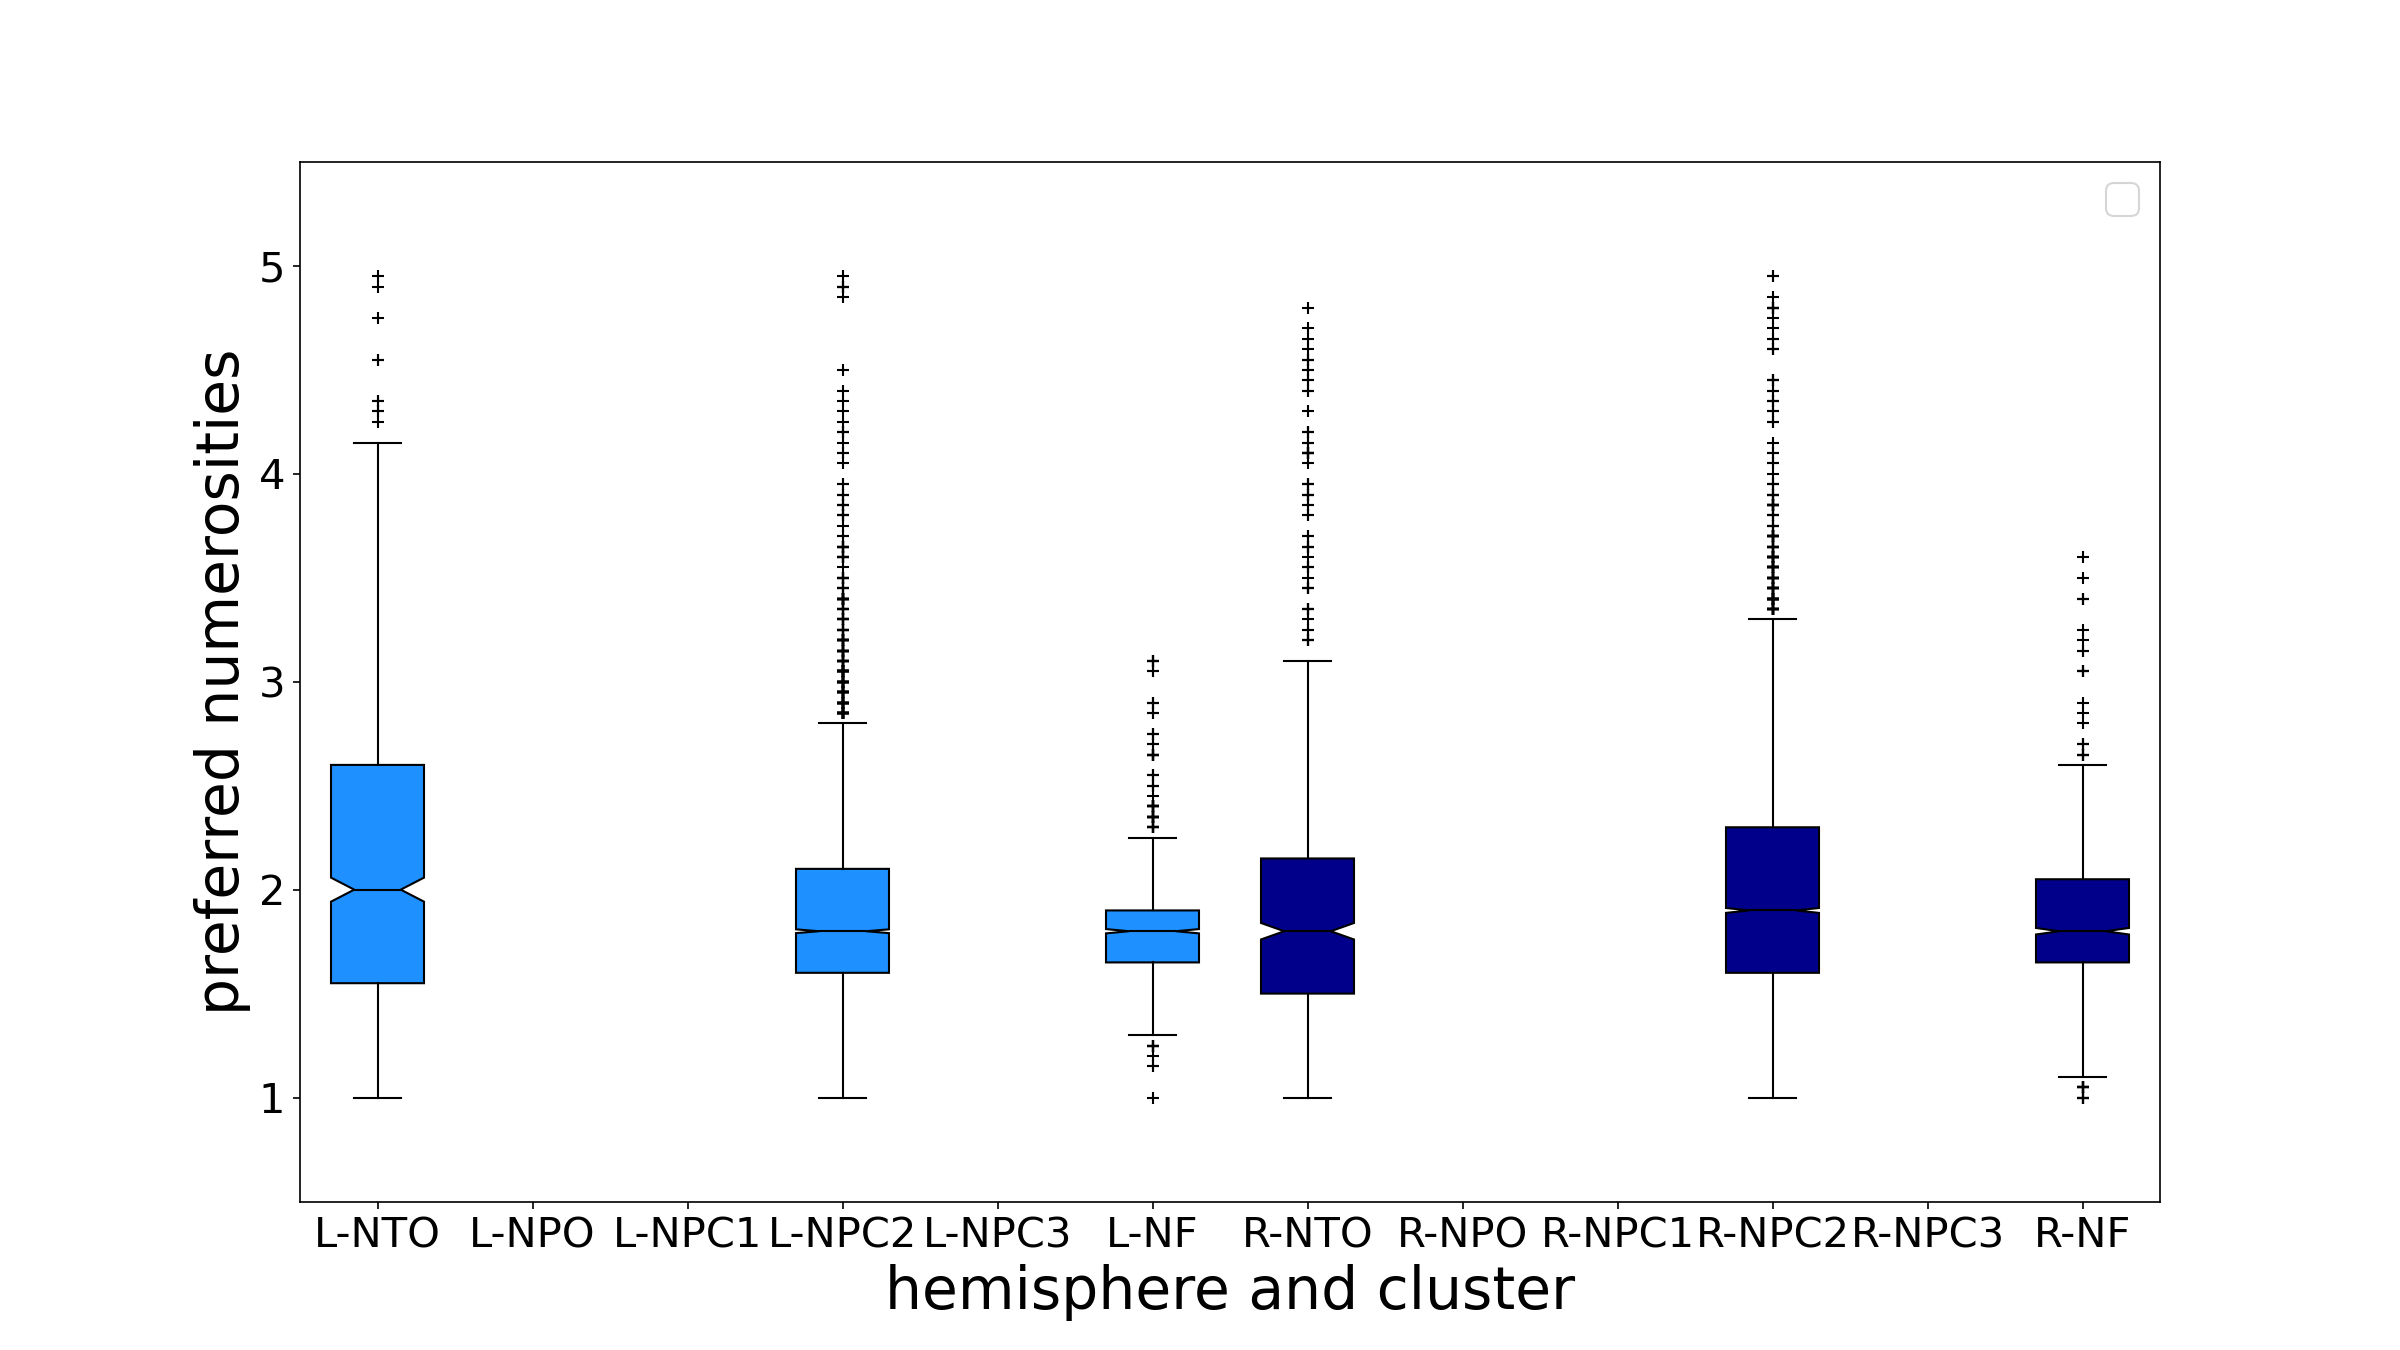 preferred numerosities
5
4
3
2
1
L-NTO L-NPO L-NPC1 L-NPC2 L-NPC3 L-NF R-NTO R-NPO R-NPC1 R-NPC2 R-NPC3 R-NF
hemisphere and cluster